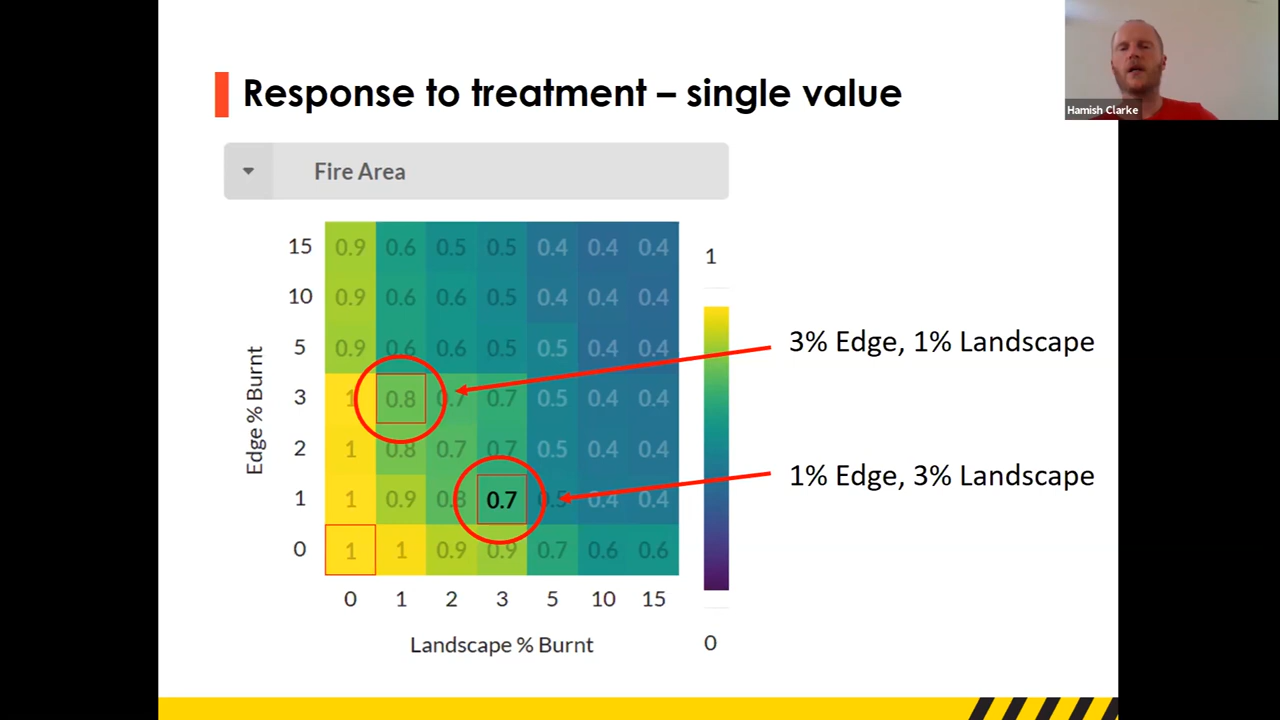 Response to treatment – single value
Hamish Clarke
Fire Area
15 0.9 0.6 0.5 0.5 0.4 0.4 0.4
10 0.9 0.6 0.6 0.5 0.4 0.4 0.4
5 0.9 0.6 0.6 0.5 0.5 0.4 0.4
3 1 0.8 0.7 0.7 0.5 0.4 0.4
2 1 0.8 0.7 0.7 0.5 0.4 0.4
1 1 0.9 0.8 0.7 0.5 0.4 0.4
0 1 1 0.9 0.9 0.7 0.6 0.6
0 1 2 3 5 10 15
Edge % Burnt
Landscape % Burnt
1
0
3% Edge, 1% Landscape
1% Edge, 3% Landscape